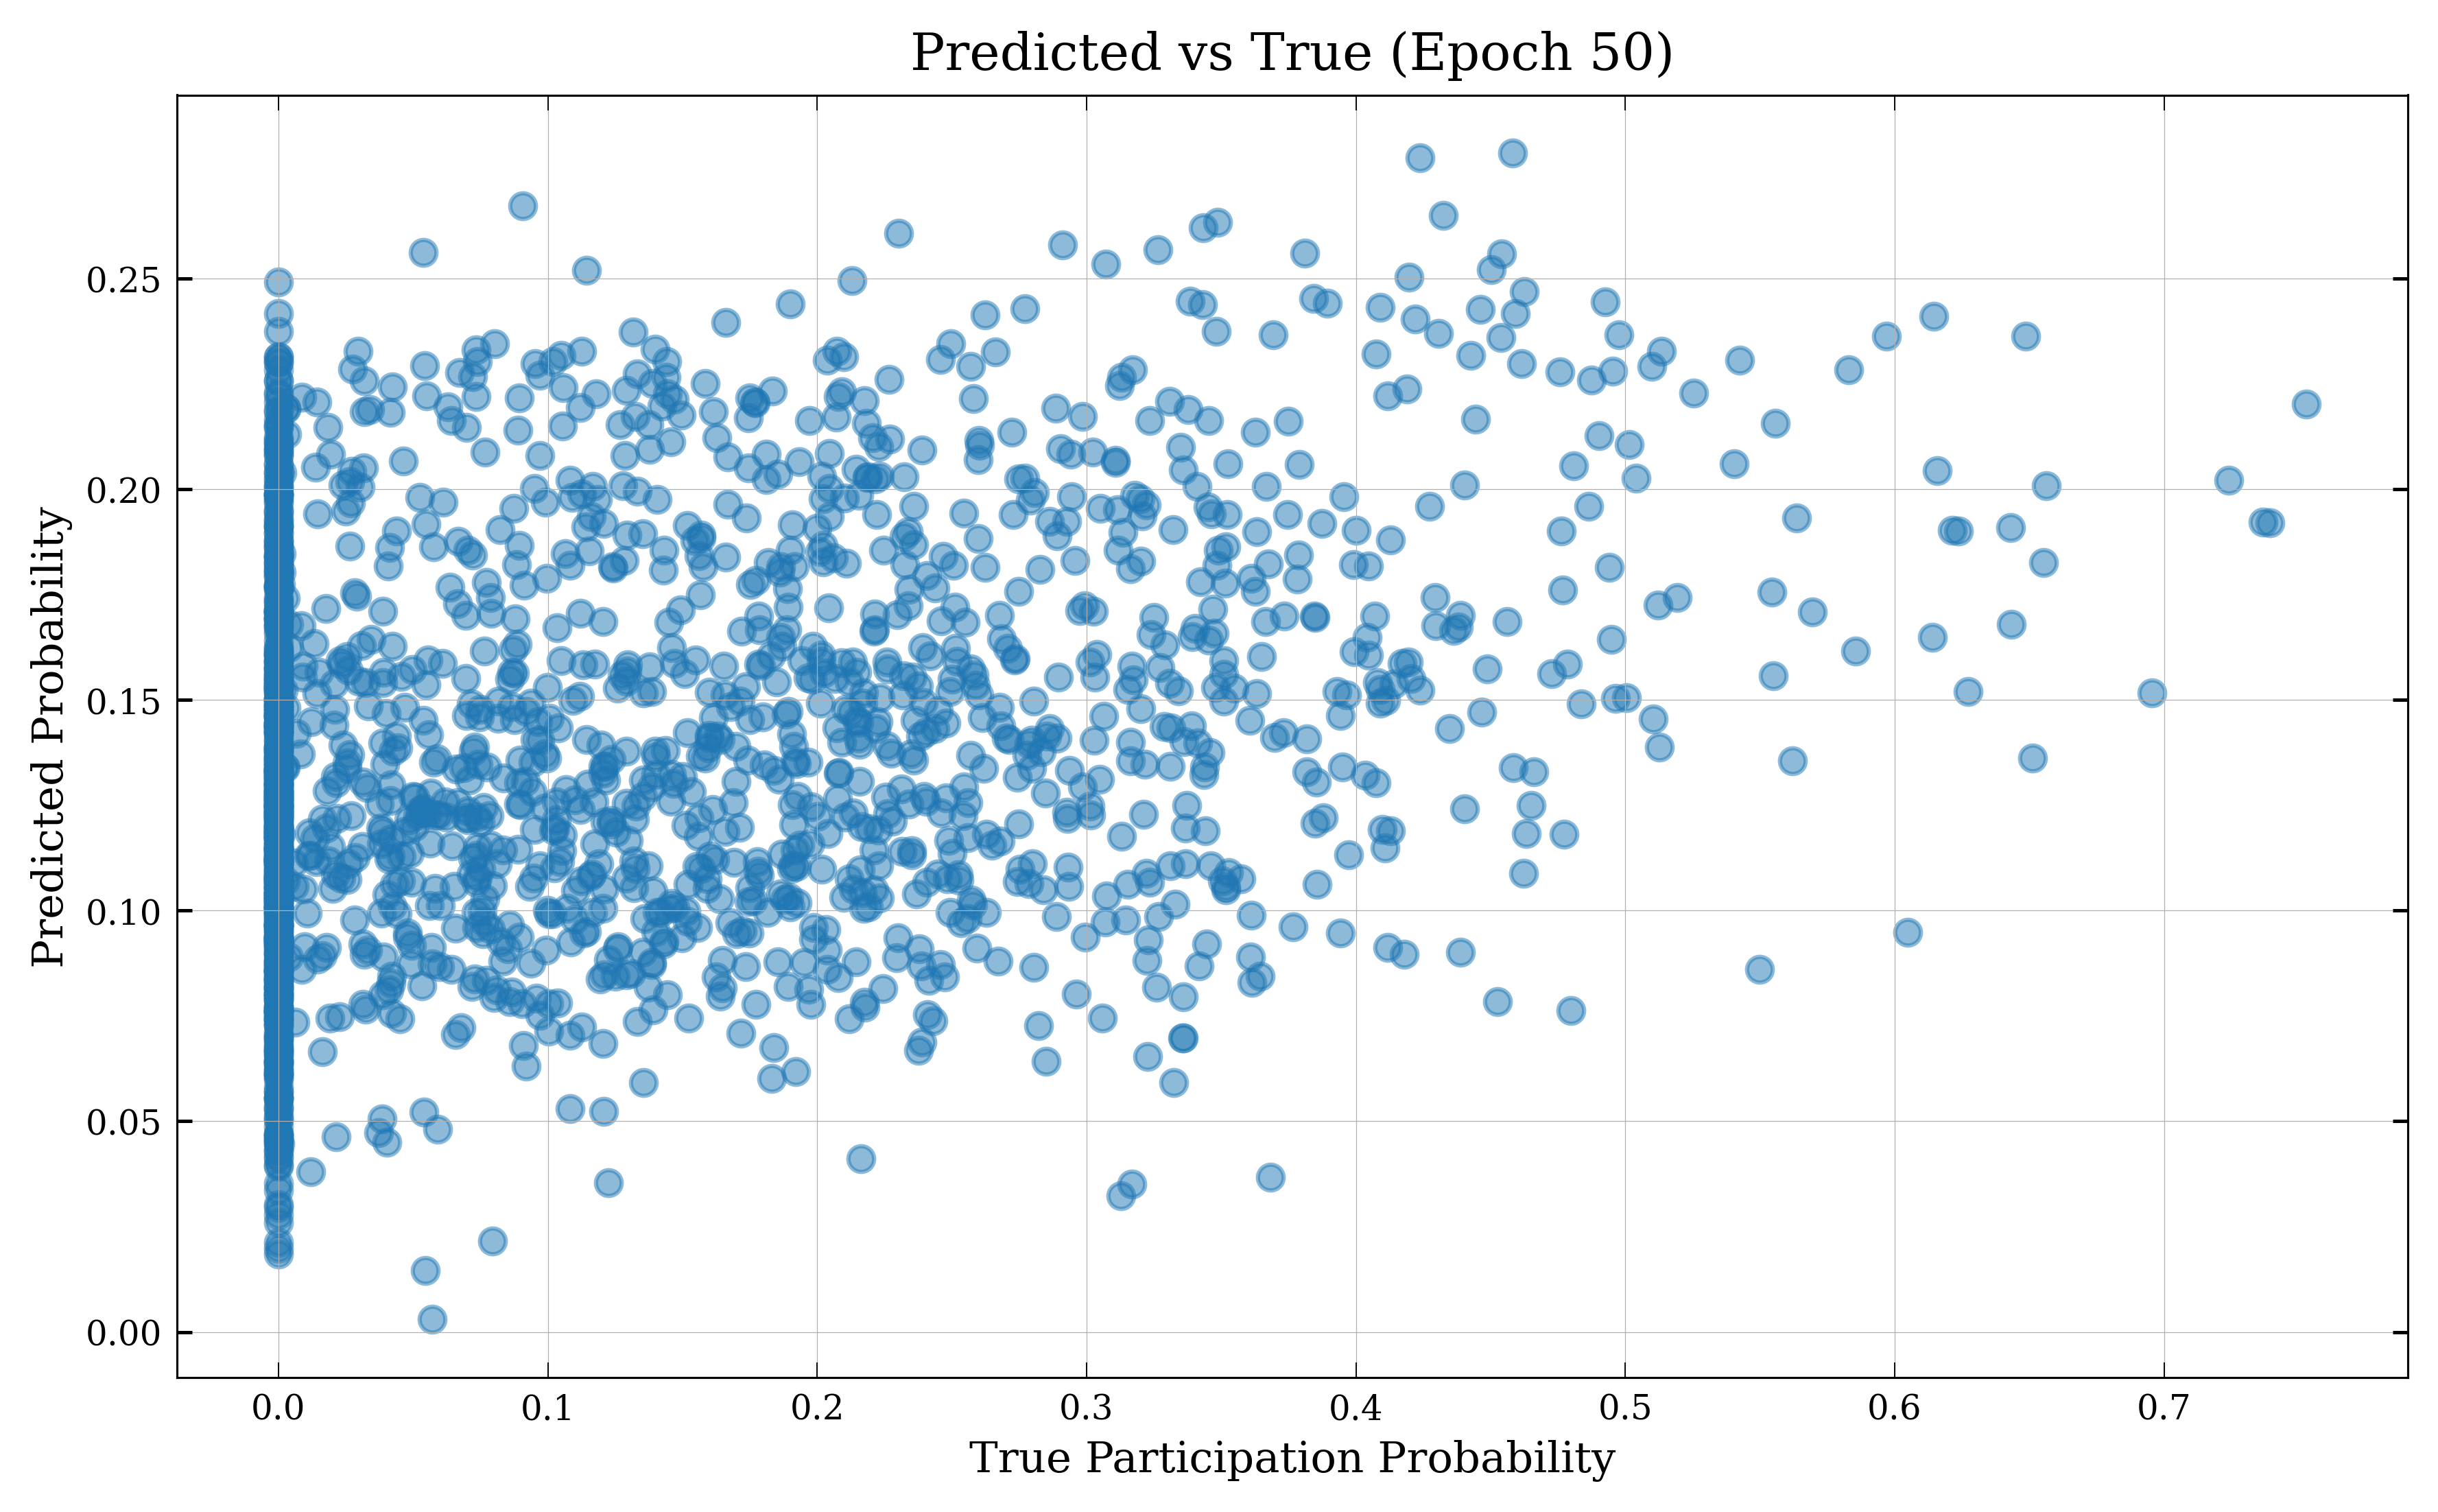 Predicted vs True (Epoch 50)
Predicted Probability
0.25
0.20
0.15
0.10
0.05
0.00
0.0 0.1 0.2 0.3 0.4 0.5 0.6 0.7
True Participation Probability